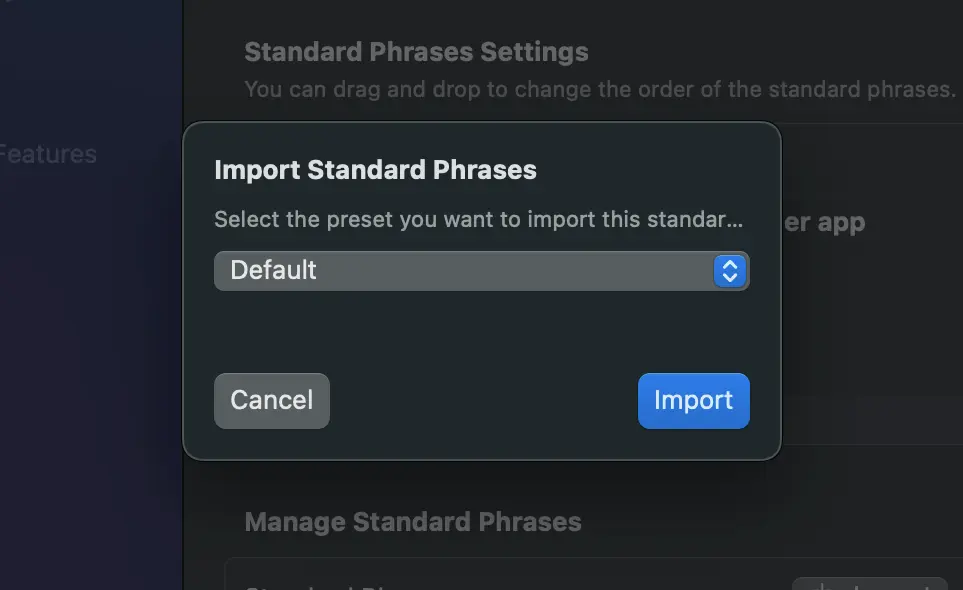 Standard Phrases Settings
You can drag and drop to change the order of the standard phrases.
Features
Import Standard Phrases
Select the preset you want to import this standar...
er app
Default
Cancel
Import
Manage Standard Phrases